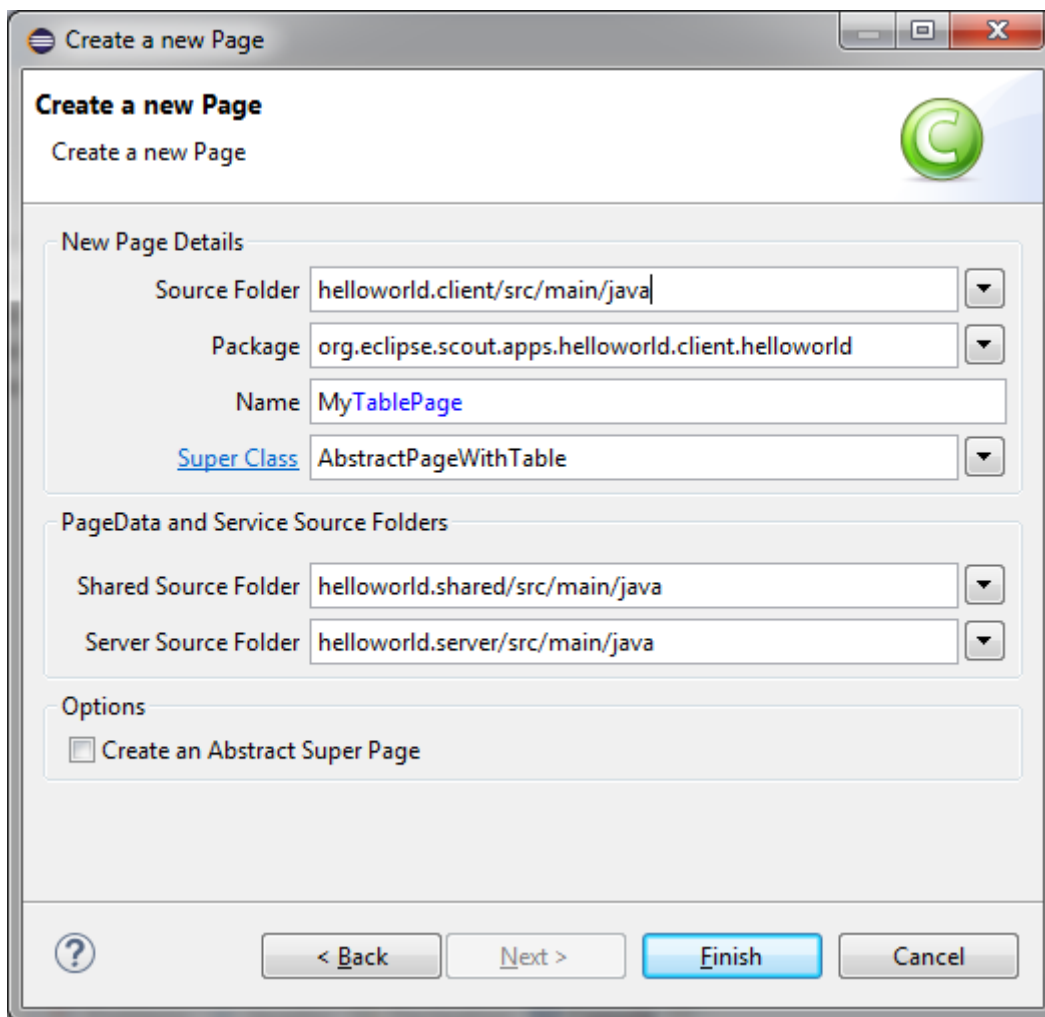 Create a new Page
Create a new Page
Create a new Page
C
New Page Details
Source Folder helloworld.client/src/main/java
Package org.eclipse.scout.apps.helloworld.client.helloworld
Name MyTablePage
Super Class AbstractPageWithTable
PageData and Service Source Folders
Shared Source Folder helloworld.shared/src/main/java
Server Source Folder helloworld.server/src/main/java
Options
Create an Abstract Super Page
? < Back Next > Finish Cancel